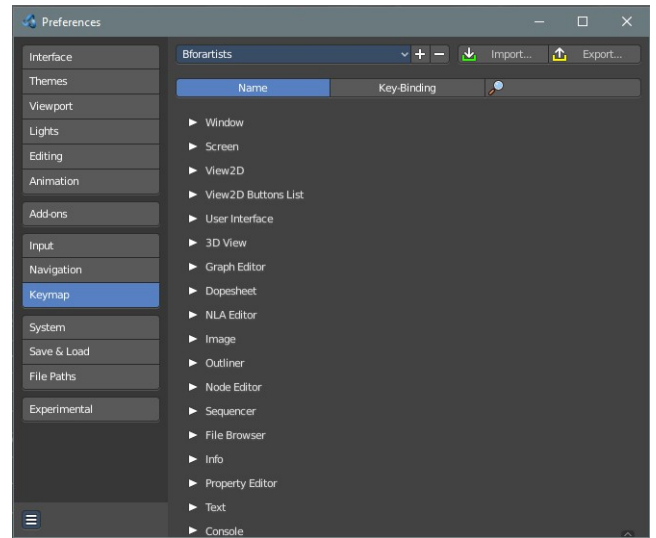 Preferences
Interface
Themes
Viewport
Lights
Editing
Animation
Add-ons
Input
Navigation
Keymap
System
Save & Load
File Paths
Experimental
Bforartists
Import...
Export...
Name
Key-Binding
Window
Screen
View2D
View2D Buttons List
User Interface
3D View
Graph Editor
Dopesheet
NLA Editor
Image
Outliner
Node Editor
Sequencer
File Browser
Info
Property Editor
Text
Console